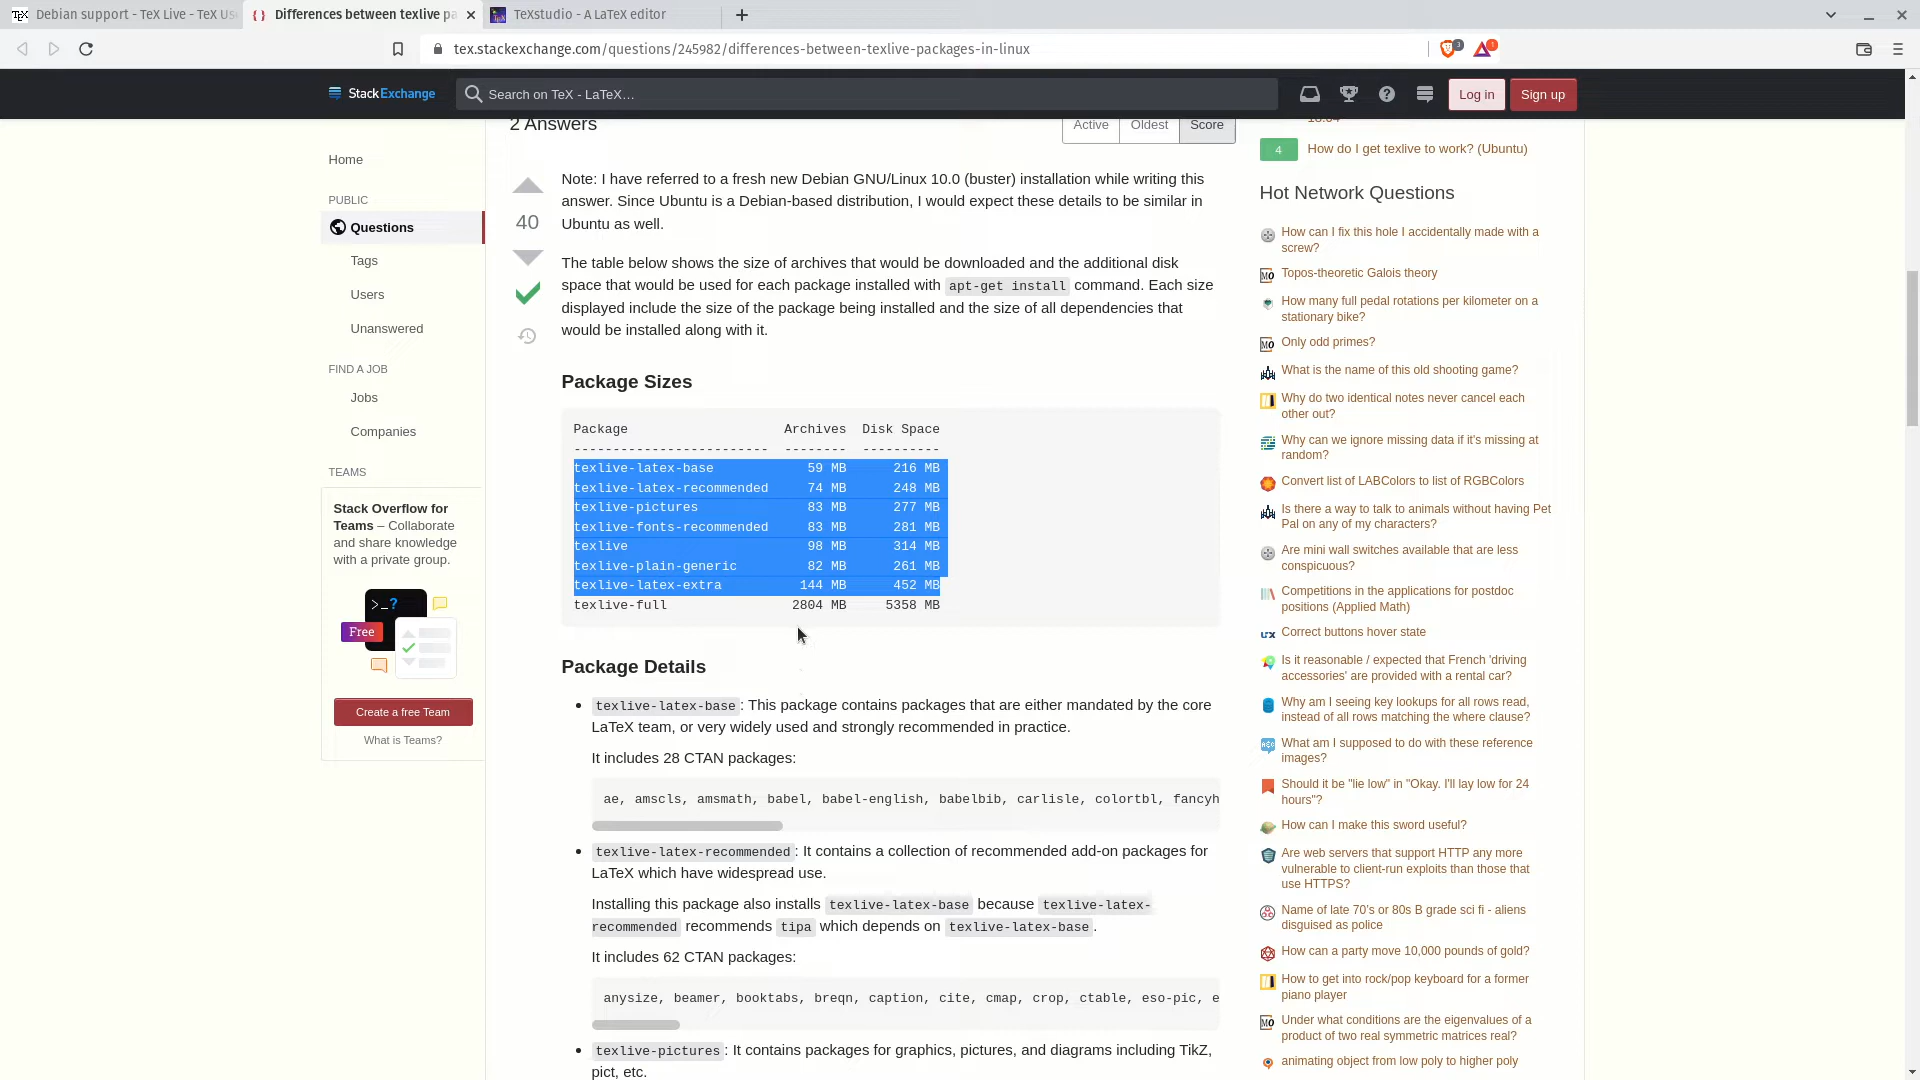 Debian support - TeX Live - TeX Us
Differences between texlive pa
TeXstudio - A LaTeX editor
tex.stackexchange.com/questions/245982/differences-between-texlive-packages-in-linux
StackExchange
Search on TeX - LaTeX…
Log in
Sign up
Home
PUBLIC
Questions
Tags
Users
Unanswered
FIND A JOB
Jobs
Companies
TEAMS
Stack Overflow for
Teams – Collaborate
and share knowledge
with a private group.
Free
Create a free Team
What is Teams?
2 Answers
Active Oldest Score
40
Note: I have referred to a fresh new Debian GNU/Linux 10.0 (buster) installation while writing this
answer. Since Ubuntu is a Debian-based distribution, I would expect these details to be similar in
Ubuntu as well.
The table below shows the size of archives that would be downloaded and the additional disk
space that would be used for each package installed with apt-get install command. Each size
displayed include the size of the package being installed and the size of all dependencies that
would be installed along with it.
Package Sizes
Package Archives Disk Space
------------------------- -------- ----------
texlive-latex-base 59 MB 216 MB
texlive-latex-recommended 74 MB 248 MB
texlive-pictures 83 MB 277 MB
texlive-fonts-recommended 83 MB 281 MB
texlive 98 MB 314 MB
texlive-plain-generic 82 MB 261 MB
texlive-latex-extra 144 MB 452 MB
texlive-full 2804 MB 5358 MB
Package Details
texlive-latex-base: This package contains packages that are either mandated by the core
LaTeX team, or very widely used and strongly recommended in practice.
It includes 28 CTAN packages:
ae, amscls, amsmath, babel, babel-english, babelbib, carlisle, colortbl, fancyh
texlive-latex-recommended: It contains a collection of recommended add-on packages for
LaTeX which have widespread use.
Installing this package also installs texlive-latex-base because texlive-latex-
recommended recommends tipa which depends on texlive-latex-base.
It includes 62 CTAN packages:
anysize, beamer, booktabs, breqn, caption, cite, cmap, crop, ctable, eso-pic, e
texlive-pictures: It contains packages for graphics, pictures, and diagrams including TikZ,
pict, etc.
4 How do I get texlive to work? (Ubuntu)
Hot Network Questions
How can I fix this hole I accidentally made with a
screw?
Topos-theoretic Galois theory
How many full pedal rotations per kilometer on a
stationary bike?
Only odd primes?
What is the name of this old shooting game?
Why do two identical notes never cancel each
other out?
Why can we ignore missing data if it's missing at
random?
Convert list of LABColors to list of RGBColors
Is there a way to talk to animals without having Pet
Pal on any of my characters?
Are mini wall switches available that are less
conspicuous?
Competitions in the applications for postdoc
positions (Applied Math)
Correct buttons hover state
Is it reasonable / expected that French 'driving
accessories' are provided with a rental car?
Why am I seeing key lookups for all rows read,
instead of all rows matching the where clause?
What am I supposed to do with these reference
images?
Should it be "lie low" in "Okay. I'll lay low for 24
hours"?
How can I make this sword useful?
Are web servers that support HTTP any more
vulnerable to client-run exploits than those that
use HTTPS?
Name of late 70's or 80s B grade sci fi - aliens
disguised as police
How can a party move 10,000 pounds of gold?
How to get into rock/pop keyboard for a former
piano player
Under what conditions are the eigenvalues of a
product of two real symmetric matrices real?
animating object from low poly to higher poly